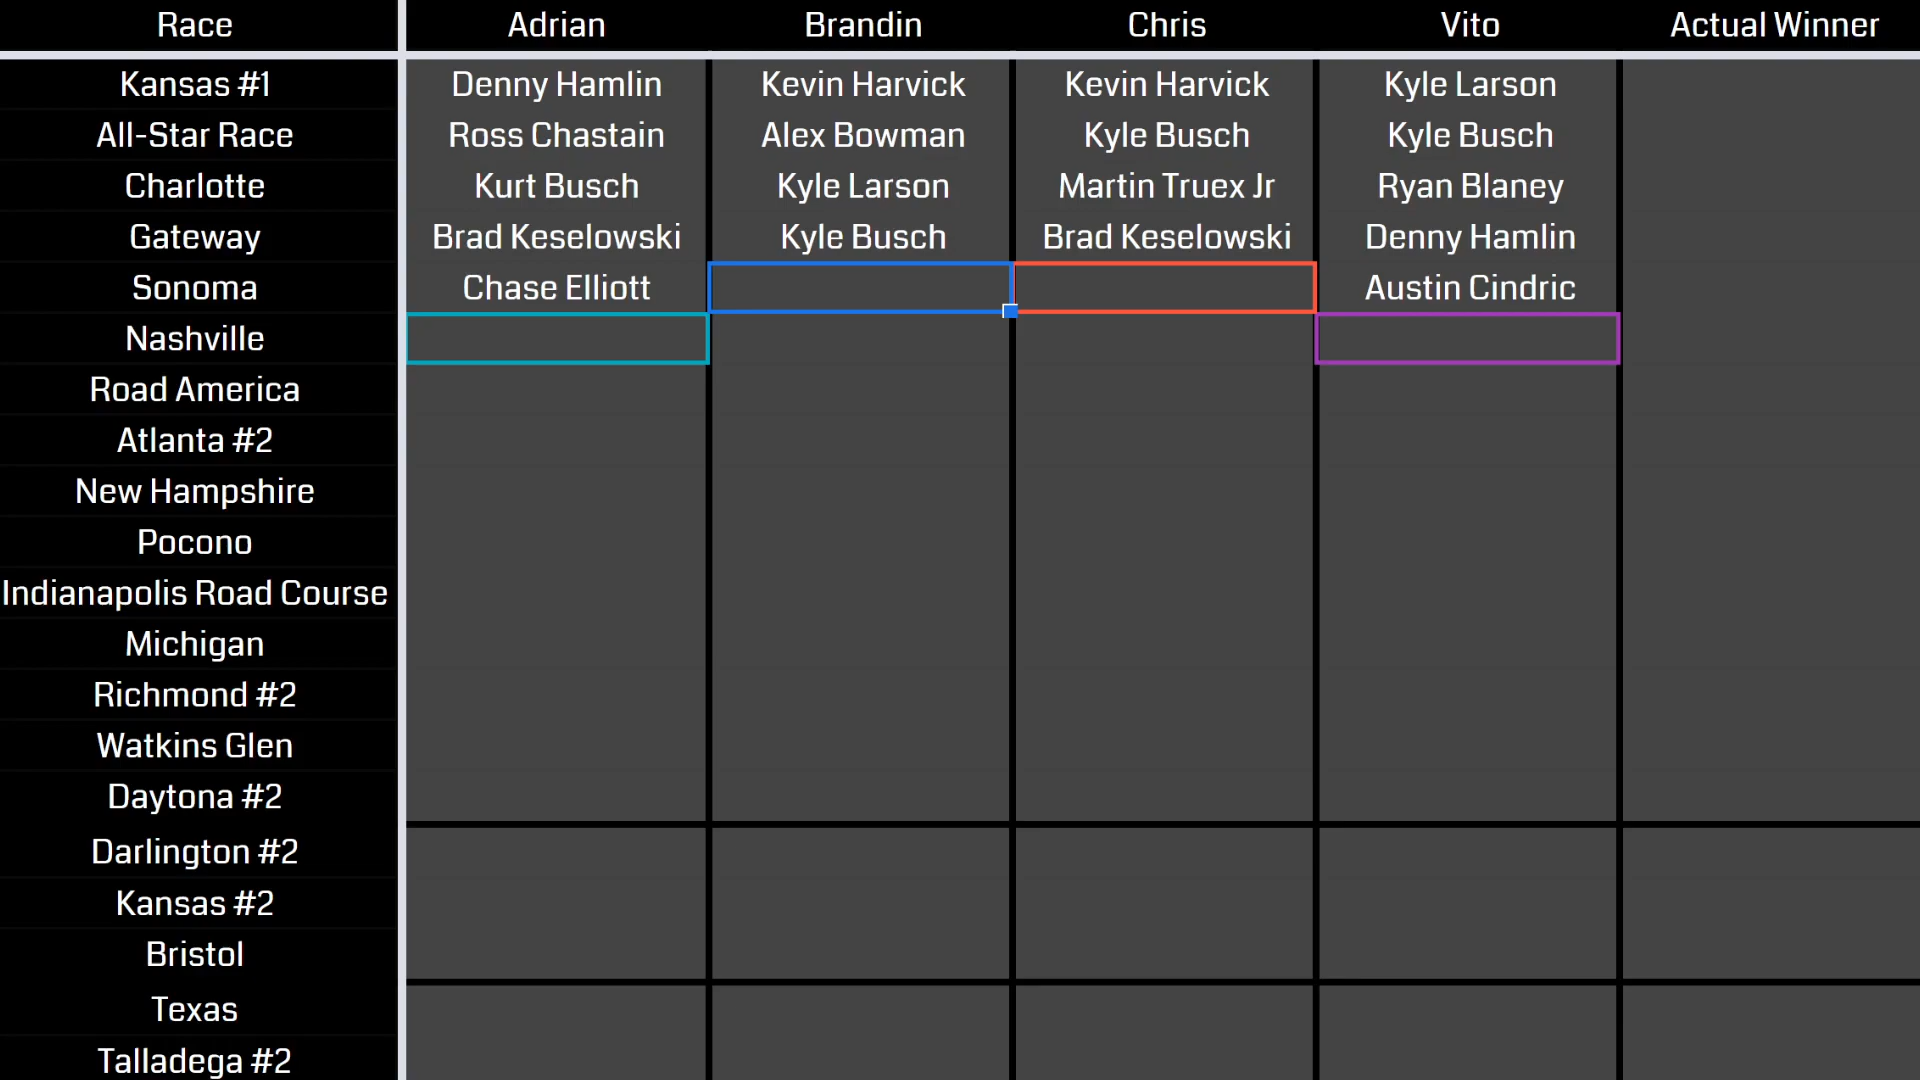 Race Adrian Brandin Chris Vito Actual Winner
Kansas #1 Denny Hamlin Kevin Harvick Kevin Harvick Kyle Larson
All-Star Race Ross Chastain Alex Bowman Kyle Busch Kyle Busch
Charlotte Kurt Busch Kyle Larson Martin Truex Jr Ryan Blaney
Gateway Brad Keselowski Kyle Busch Brad Keselowski Denny Hamlin
Sonoma Chase Elliott Austin Cindric
Nashville
Road America
Atlanta #2
New Hampshire
Pocono
Indianapolis Road Course
Michigan
Richmond #2
Watkins Glen
Daytona #2
Darlington #2
Kansas #2
Bristol
Texas
Talladega #2